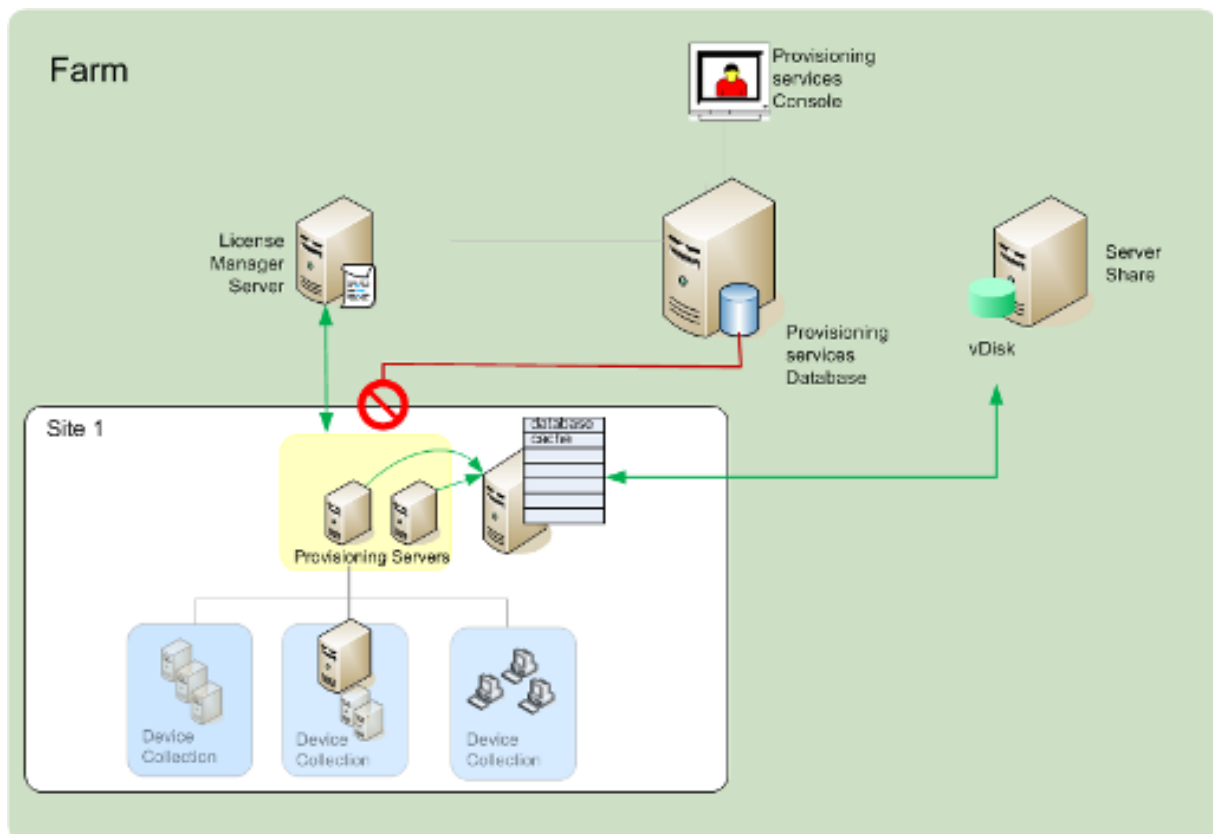 Farm
Provisioning
services
Console
License
Manager
Server
Server
Share
vDisk
Provisioning
services
Database
Site 1
database
cache
Provisioning Servers
Device
Collection
Device
Collection
Device
Collection